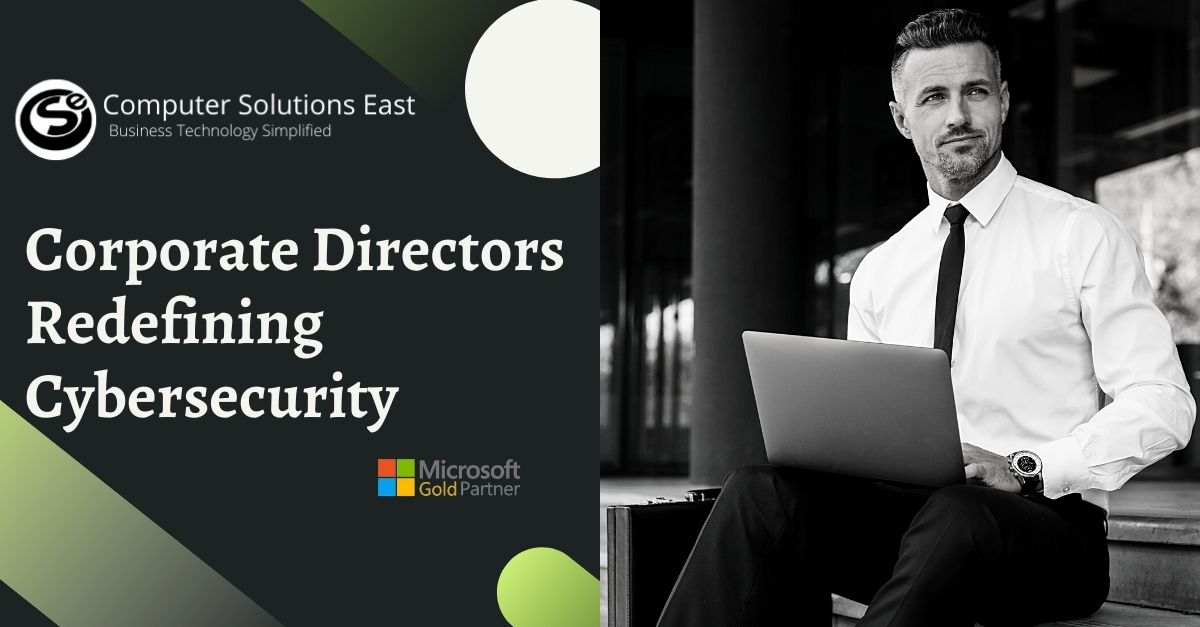 Computer Solutions East
Business Technology Simplified
Corporate Directors
Redefining
Cybersecurity
Microsoft
Gold Partner